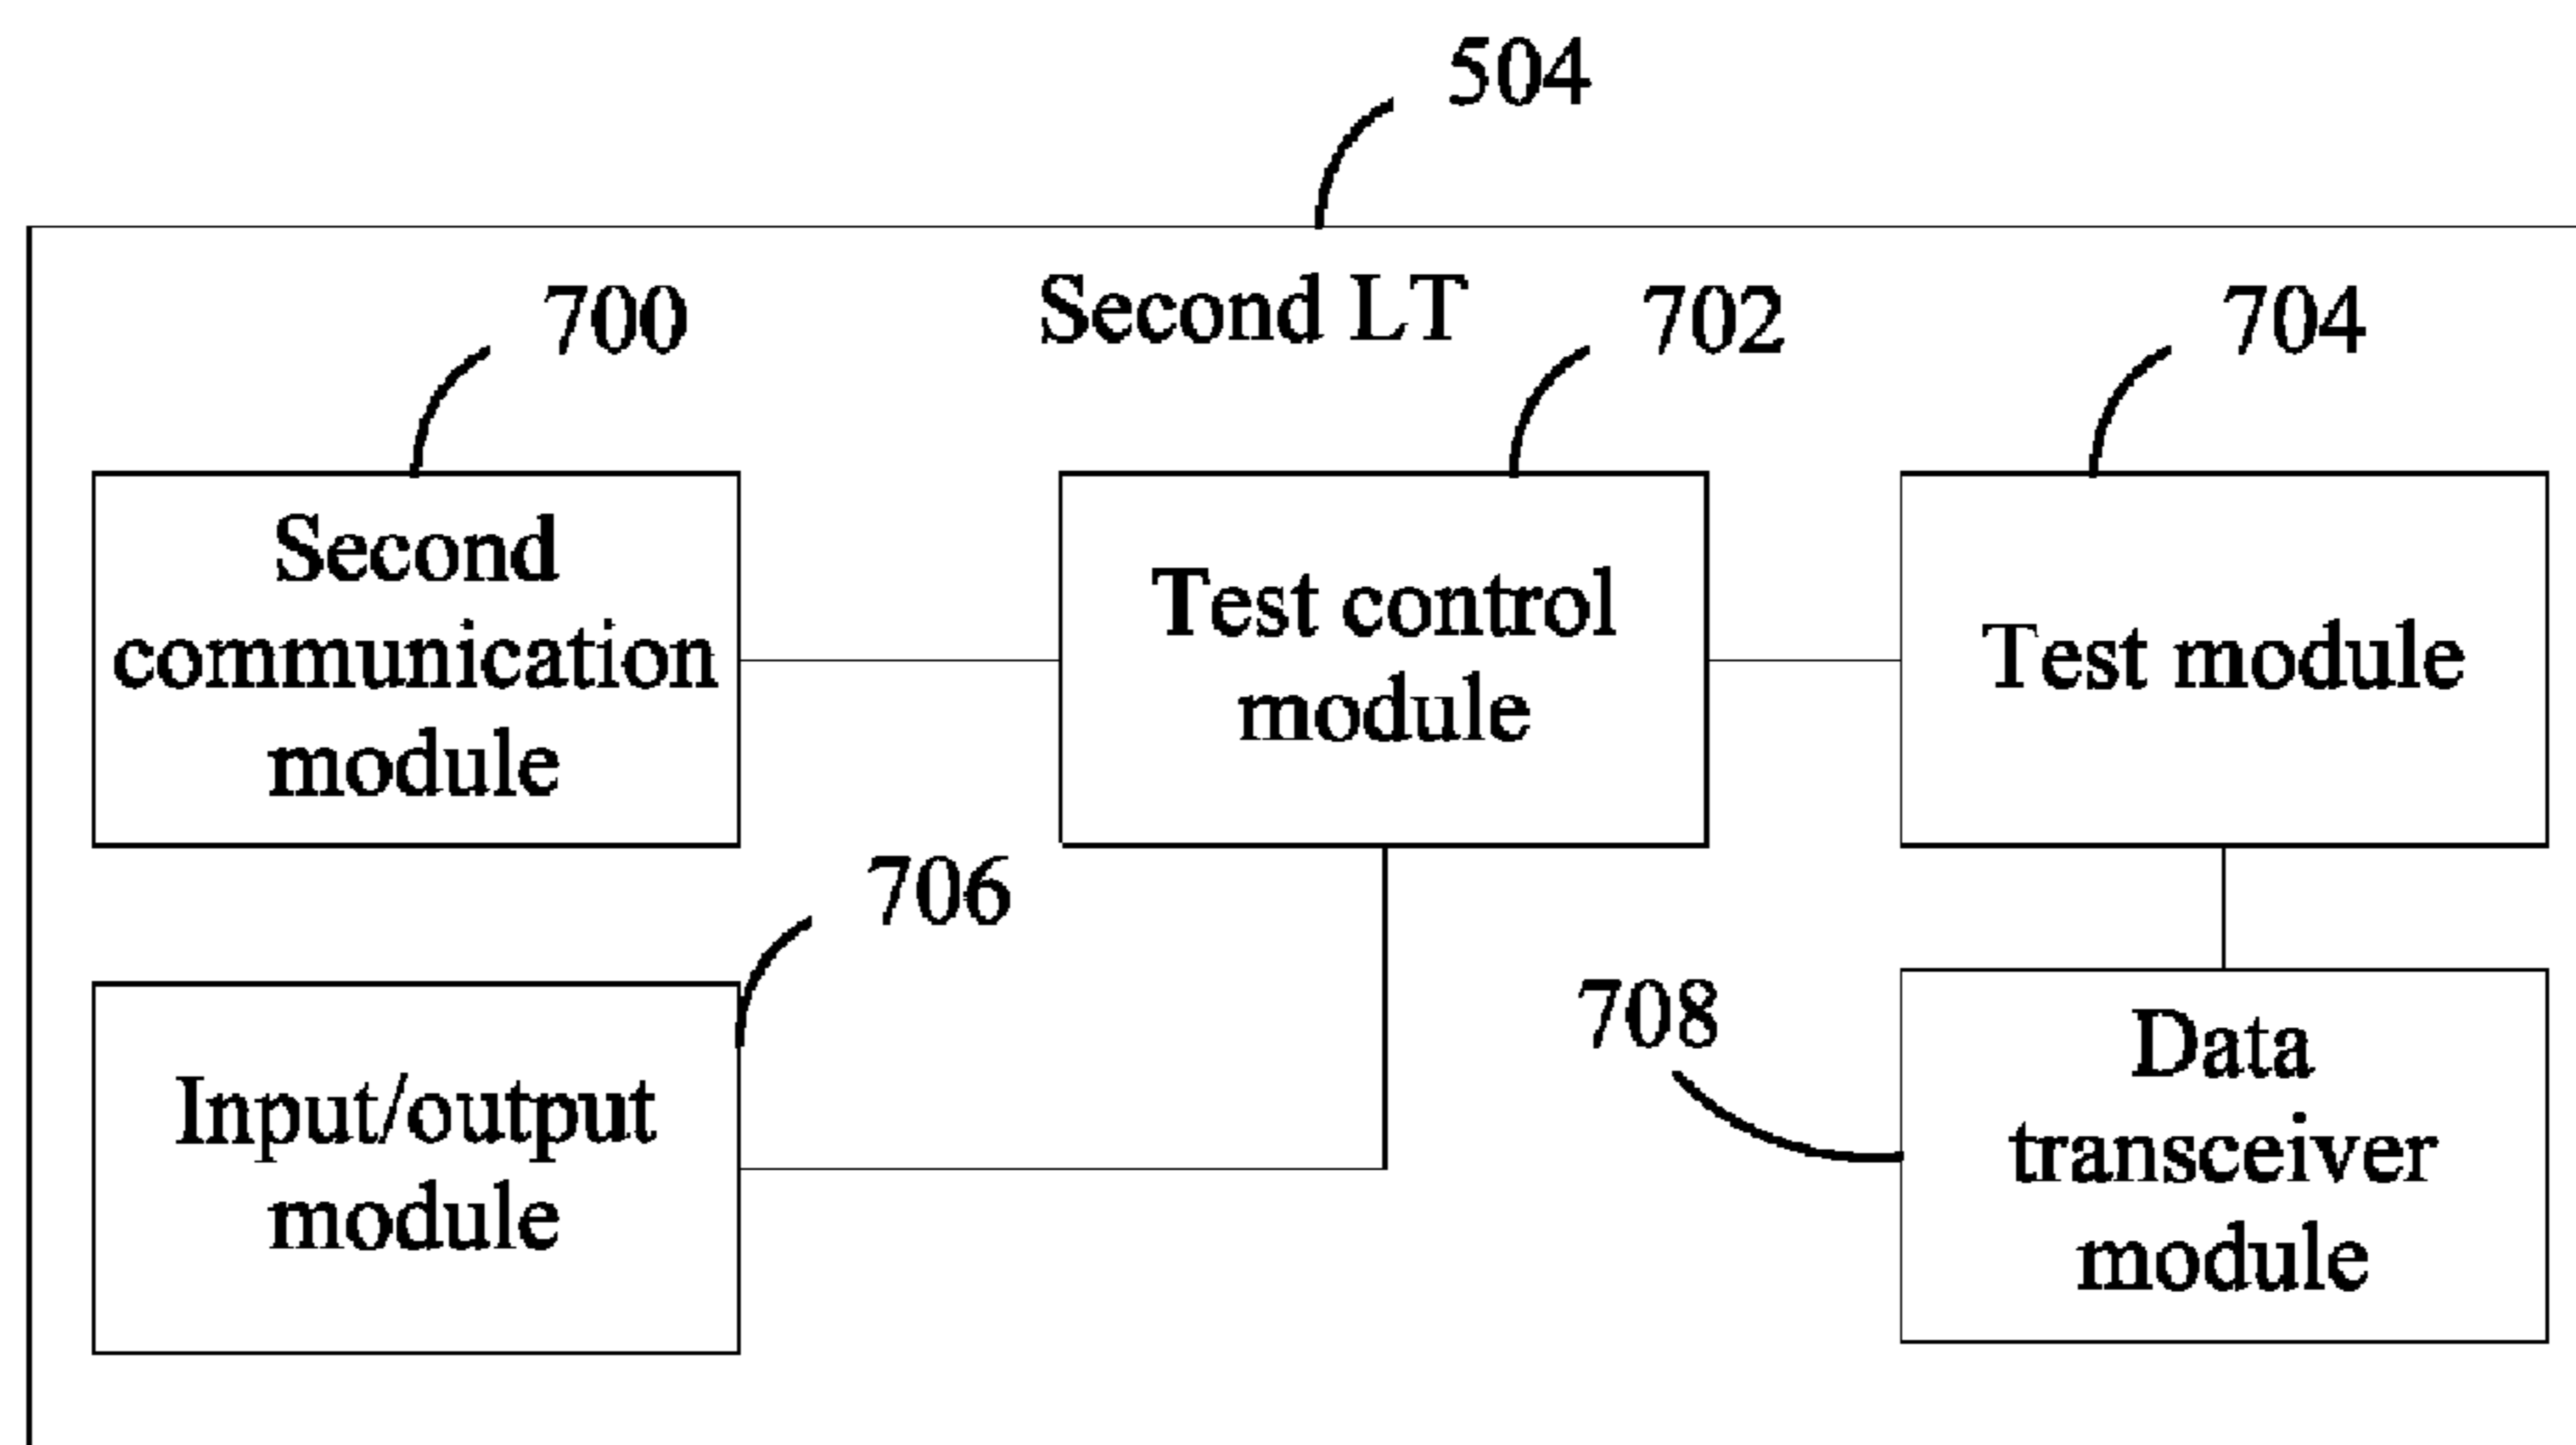 504
Second LT
700
702
704
Second
communication
module
Test control
module
Test module
706
708
Input/output
module
Data
transceiver
module